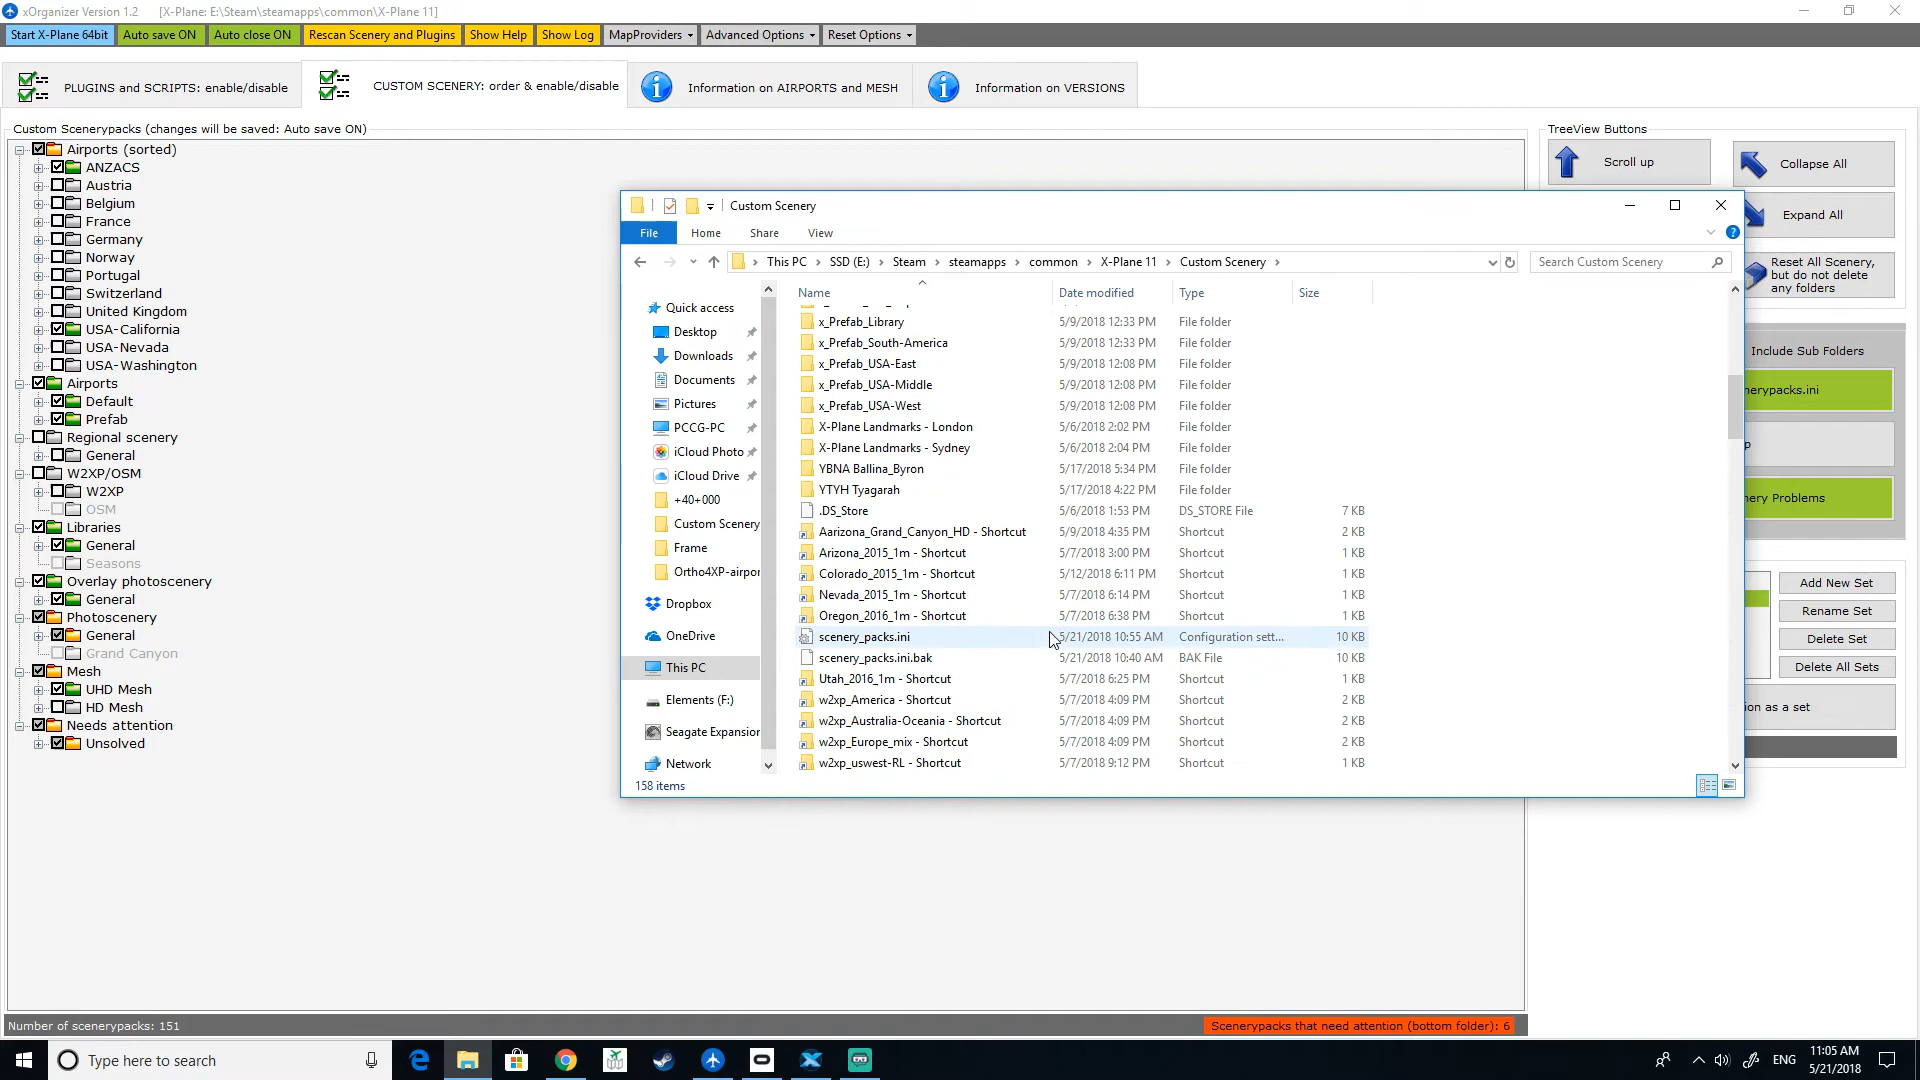 xOrganizer Version 1.2 [X-Plane: E:\Steam\steamapps\common\X-Plane 11]
Start X-Plane 64bit Auto save ON Auto close ON Rescan Scenery and Plugins Show Help Show Log MapProviders Advanced Options Reset Options
PLUGINS and SCRIPTS: enable/disable CUSTOM SCENERY: order & enable/disable Information on AIRPORTS and MESH Information on VERSIONS
Custom Scenerypacks (changes will be saved: Auto save ON)
Airports (sorted)
ANZACS
Austria
Belgium
France
Germany
Norway
Portugal
Switzerland
United Kingdom
USA-California
USA-Nevada
USA-Washington
Airports
Default
Prefab
Regional scenery
General
W2XP/OSM
W2XP
OSM
Libraries
General
Seasons
Overlay photoscenery
General
Photoscenery
General
Grand Canyon
Mesh
UHD Mesh
HD Mesh
Needs attention
Unsolved
TreeView Buttons
Scroll up
Collapse All
Expand All
Reset All Scenery,
but do not delete
any folders
Include Sub Folders
nerypacks.ini
nery Problems
Add New Set
Rename Set
Delete Set
Delete All Sets
ion as a set
Custom Scenery
File Home Share View
This PC SSD (E:) Steam steamapps common X-Plane 11 Custom Scenery
Search Custom Scenery
Quick access
Desktop
Downloads
Documents
Pictures
PCCG-PC
iCloud Photo
iCloud Drive
+40+000
Custom Scenery
Frame
Ortho4XP-airpor
Dropbox
OneDrive
This PC
Elements (F:)
Seagate Expansion
Network
Name Date modified Type Size
x_Prefab_Library 5/9/2018 12:33 PM File folder
x_Prefab_South-America 5/9/2018 12:33 PM File folder
x_Prefab_USA-East 5/9/2018 12:08 PM File folder
x_Prefab_USA-Middle 5/9/2018 12:08 PM File folder
x_Prefab_USA-West 5/9/2018 12:08 PM File folder
X-Plane Landmarks - London 5/6/2018 2:02 PM File folder
X-Plane Landmarks - Sydney 5/6/2018 2:04 PM File folder
YBNA Ballina_Byron 5/17/2018 5:34 PM File folder
YTYH Tyagarah 5/17/2018 4:22 PM File folder
.DS_Store 5/6/2018 1:53 PM DS_STORE File 7 KB
Aarizona_Grand_Canyon_HD - Shortcut 5/9/2018 4:35 PM Shortcut 2 KB
Arizona_2015_1m - Shortcut 5/7/2018 3:00 PM Shortcut 1 KB
Colorado_2015_1m - Shortcut 5/12/2018 6:11 PM Shortcut 1 KB
Nevada_2015_1m - Shortcut 5/7/2018 6:14 PM Shortcut 1 KB
Oregon_2016_1m - Shortcut 5/7/2018 6:38 PM Shortcut 1 KB
scenery_packs.ini 5/21/2018 10:55 AM Configuration sett... 10 KB
scenery_packs.ini.bak 5/21/2018 10:40 AM BAK File 10 KB
Utah_2016_1m - Shortcut 5/7/2018 6:25 PM Shortcut 1 KB
w2xp_America - Shortcut 5/7/2018 4:09 PM Shortcut 2 KB
w2xp_Australia-Oceania - Shortcut 5/7/2018 4:09 PM Shortcut 2 KB
w2xp_Europe_mix - Shortcut 5/7/2018 4:09 PM Shortcut 2 KB
w2xp_uswest-RL - Shortcut 5/7/2018 9:12 PM Shortcut 1 KB
158 items
Number of scenerypacks: 151
Scenerypacks that need attention (bottom folder): 6
Type here to search
ENG
11:05 AM
5/21/2018